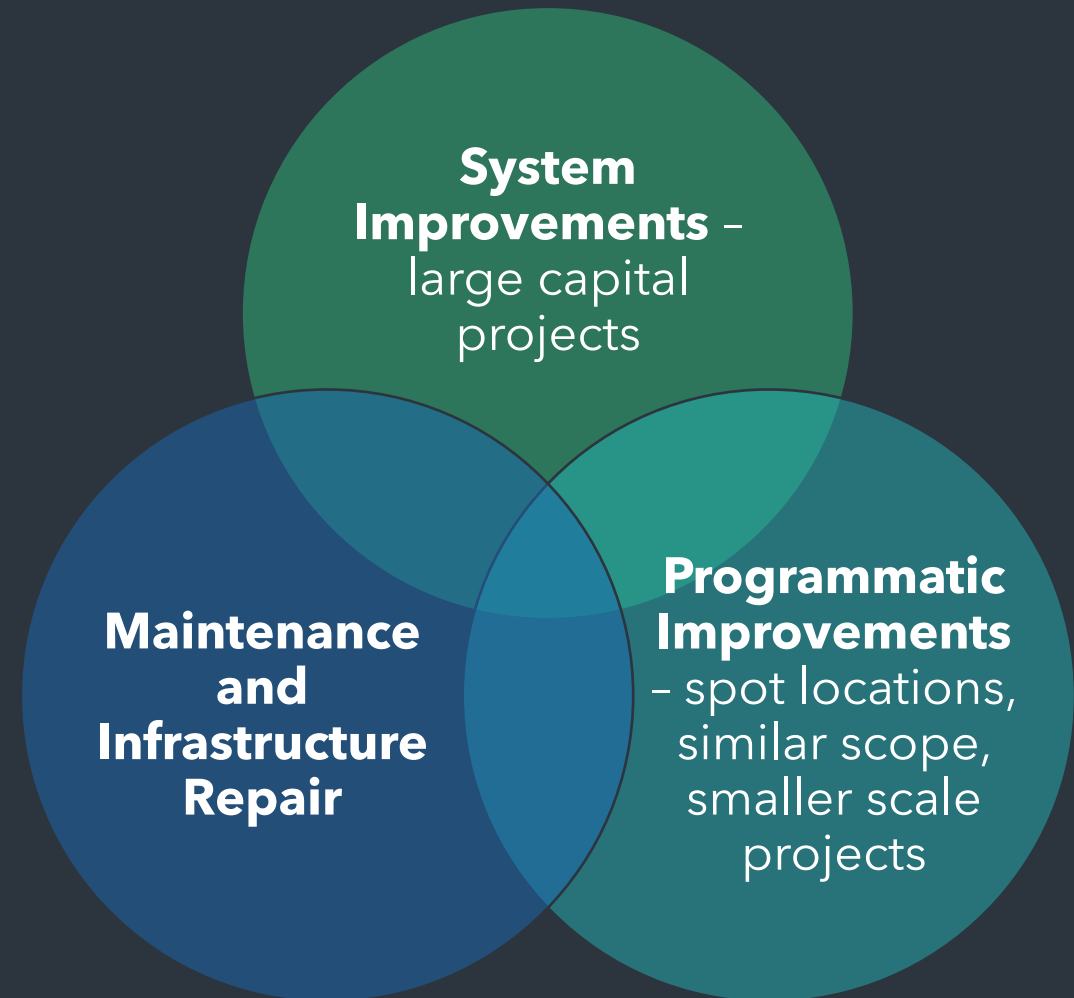 System
Improvements –
large capital
projects
Maintenance
and
Infrastructure
Repair
Programmatic
Improvements
– spot locations,
similar scope,
smaller scale
projects